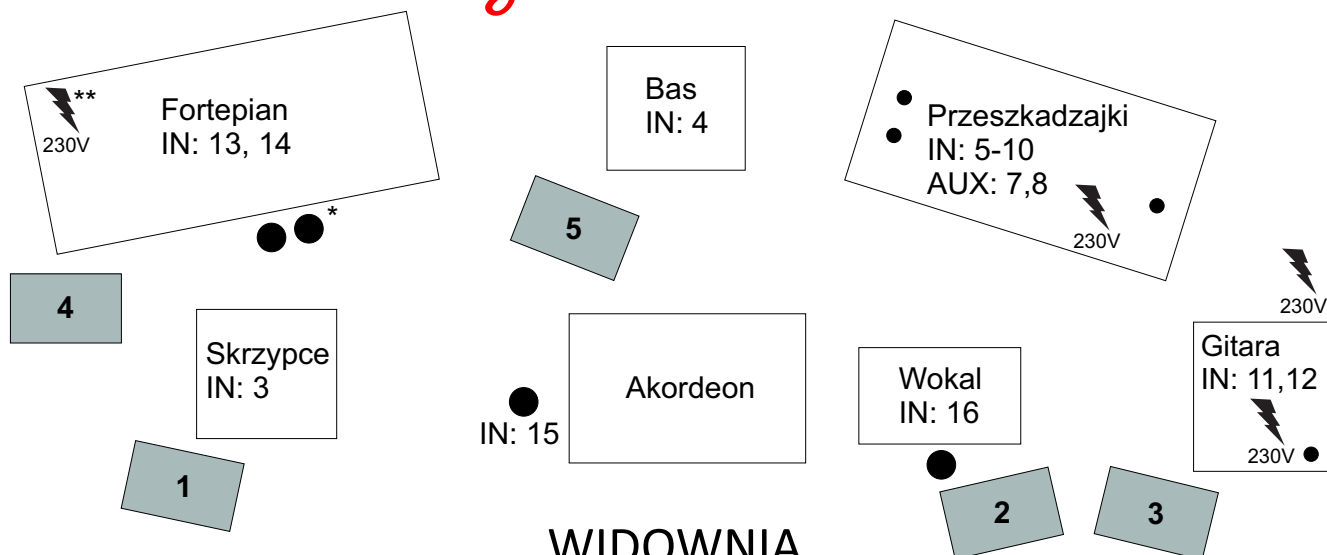 **
230V
Fortepian
IN: 13, 14
*
Bas
IN: 4
Przeszkadzajki
IN: 5-10
AUX: 7,8
230V
230V
5
4
Skrzypce
IN: 3
IN: 15
Akordeon
Wokal
IN: 16
Gitara
IN: 11,12
230V
1
2
3
WIDOWNIA